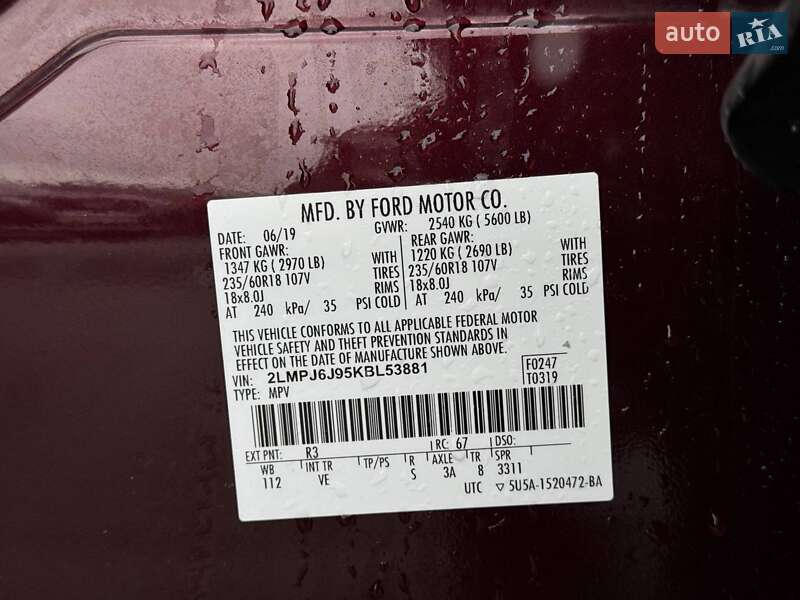 auto RIA .com
MFD. BY FORD MOTOR CO.
DATE: 06/19 GVWR: 2540 KG ( 5600 LB)
FRONT GAWR: REAR GAWR:
1347 KG ( 2970 LB) WITH 1220 KG ( 2690 LB) WITH
235/60R18 107V TIRES 235/60R18 107V TIRES
18x8.0J RIMS 18x8.0J RIMS
AT 240 kPa/ 35 PSI COLD AT 240 kPa/ 35 PSI COLD
THIS VEHICLE CONFORMS TO ALL APPLICABLE FEDERAL MOTOR
VEHICLE SAFETY AND THEFT PREVENTION STANDARDS IN
EFFECT ON THE DATE OF MANUFACTURE SHOWN ABOVE.
VIN: 2LMPJ6J95KBL53881 F0247
TYPE: MPV T0319
EXT PNT: R3 RC: 67 DSO:
WB INT TR TP/PS R AXLE TR SPR
112 VE S 3A 8 3311
UTC ▽ 5U5A-1520472-BA